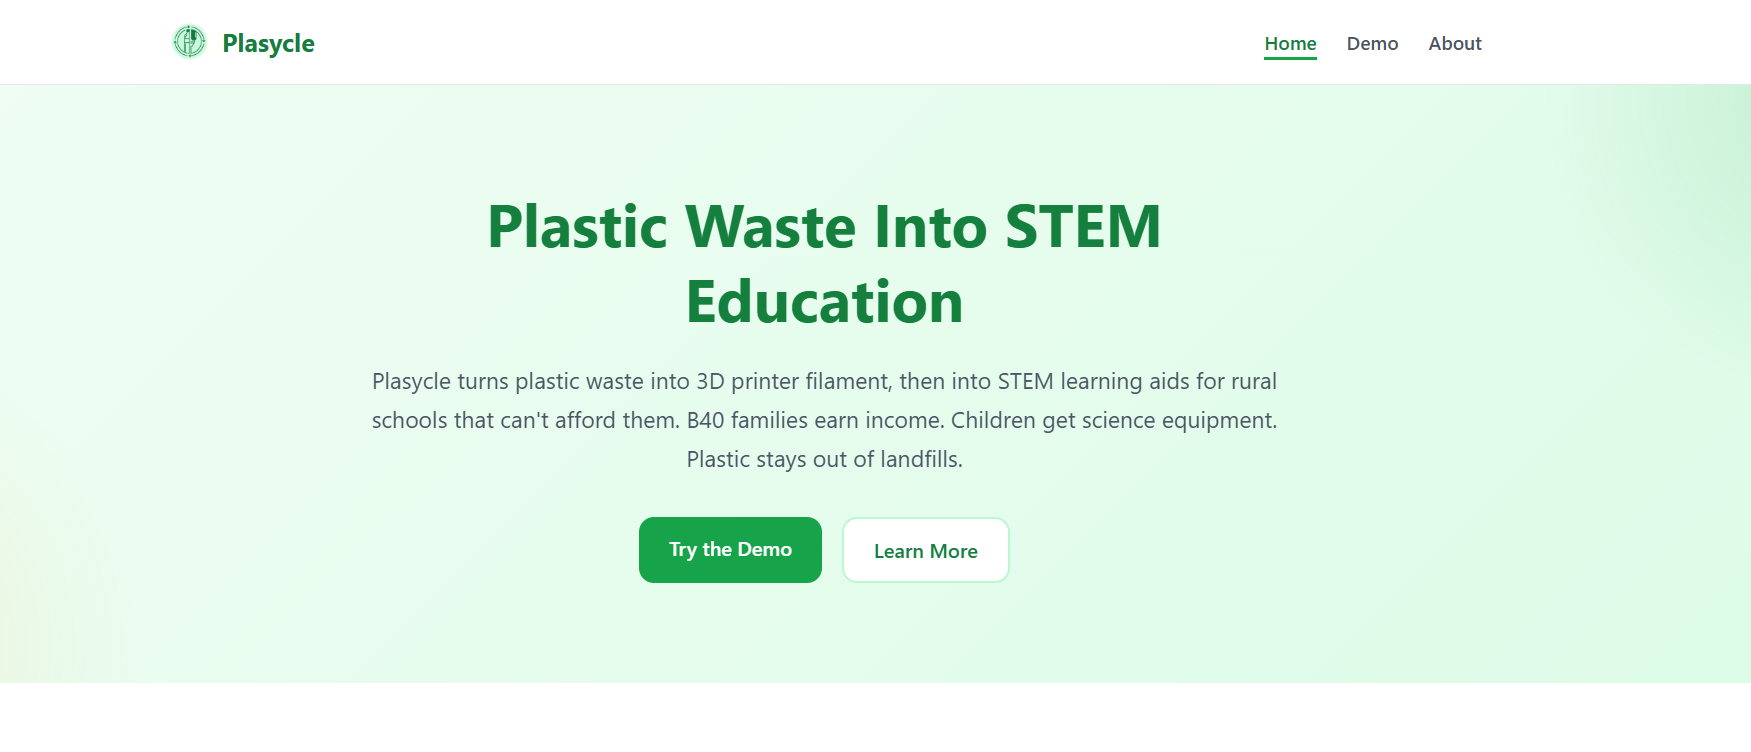 Plasycle
Home
Demo
About
Plastic Waste Into STEM
Education
Plasycle turns plastic waste into 3D printer filament, then into STEM learning aids for rural
schools that can't afford them. B40 families earn income. Children get science equipment.
Plastic stays out of landfills.
Try the Demo
Learn More